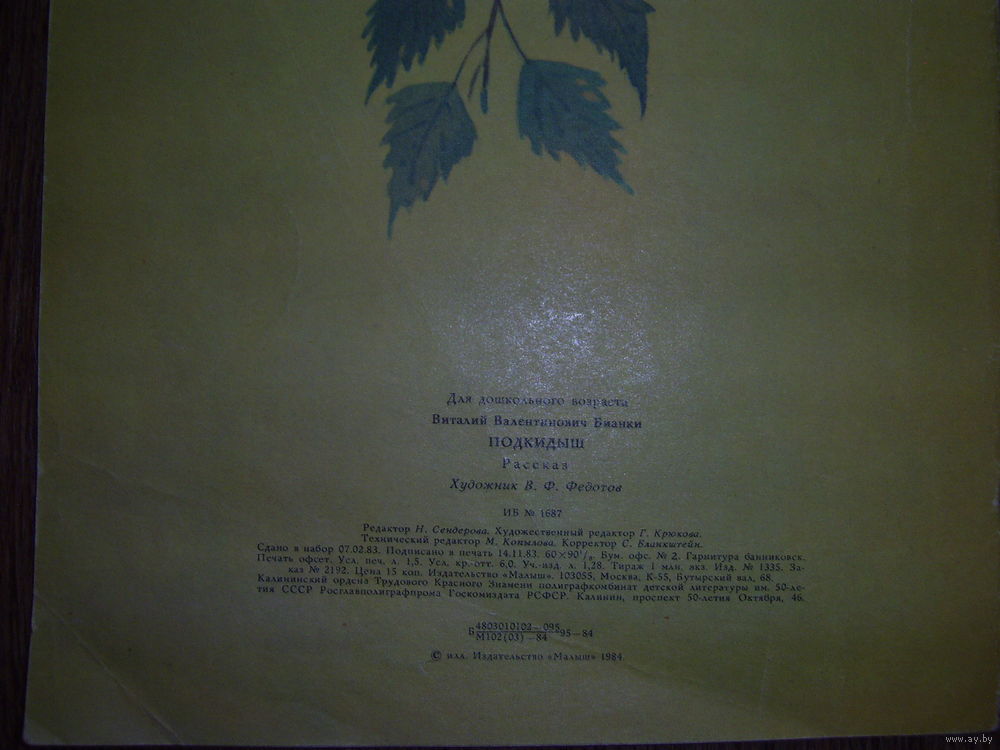 Для дошкольного возраста
Виталий Валентинович Бианки
ПОДКИДЫШ
Рассказ
Художник В. Ф. Федотов
ИБ № 1687
Редактор Н. Сендерова. Художественный редактор Г. Крюкова.
Технический редактор М. Копылова. Корректор С. Бланкштейн.
Сдано в набор 07.02.83. Подписано в печать 14.11.83. 60×90¹/₈. Бум. офс. № 2. Гарнитура банниковск.
Печать офсет. Усл. печ. л. 1,5. Усл. кр.-отт. 6,0. Уч.-изд. л. 1,28. Тираж 1 млн. экз. Изд. № 1335. За-
каз № 2192. Цена 15 коп. Издательство «Малыш». 103055, Москва, К-55, Бутырский вал, 68.
Калининский ордена Трудового Красного Знамени полиграфкомбинат детской литературы им. 50-ле-
тия СССР Росглавполиграфпрома Госкомиздата РСФСР. Калинин, проспект 50-летия Октября, 46.
Б 4803010102—095
М102(03)—84 95—84
© илл. Издательство «Малыш» 1984.
www.ay.by